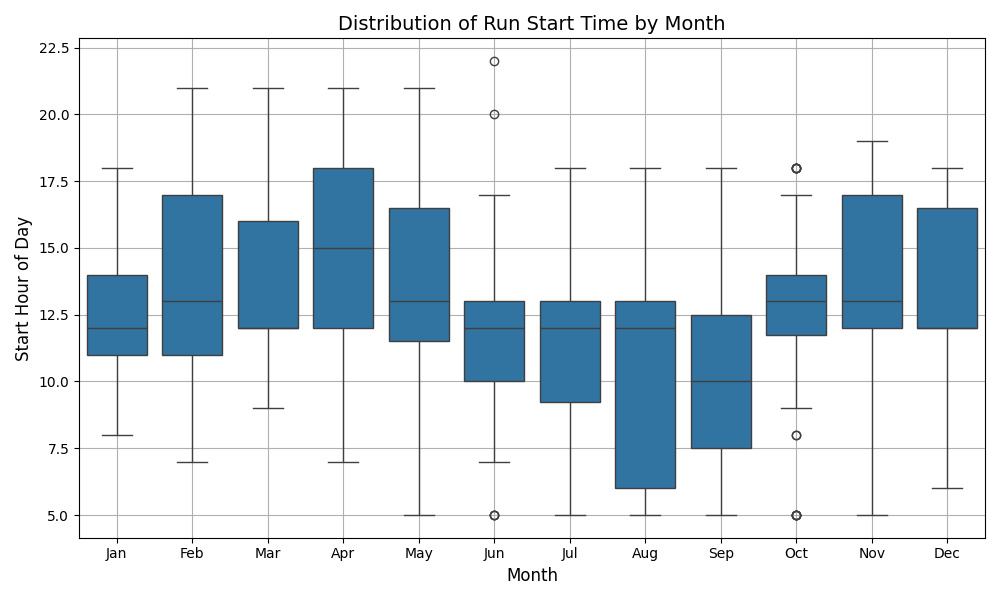 Distribution of Run Start Time by Month
Start Hour of Day
22.5
20.0
17.5
15.0
12.5
10.0
7.5
5.0
Jan Feb Mar Apr May Jun Jul Aug Sep Oct Nov Dec
Month